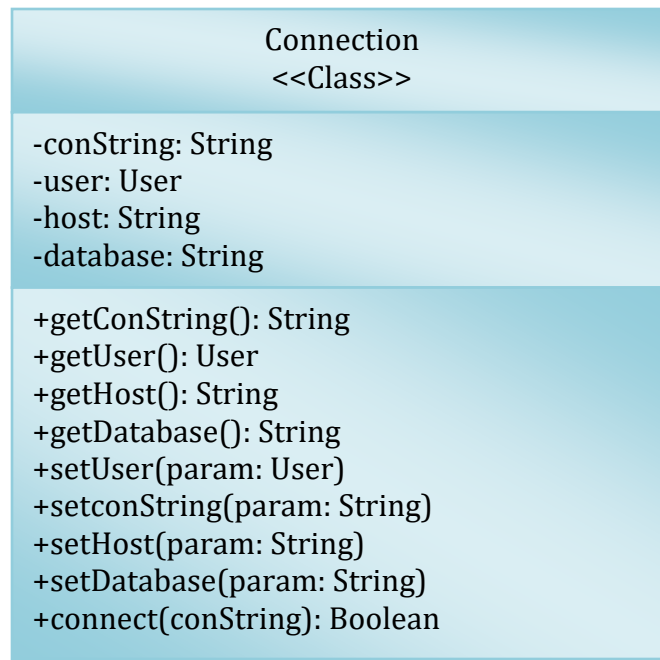 Connection
<<Class>>
-conString: String
-user: User
-host: String
-database: String
+getConString(): String
+getUser(): User
+getHost(): String
+getDatabase(): String
+setUser(param: User)
+setconString(param: String)
+setHost(param: String)
+setDatabase(param: String)
+connect(conString): Boolean